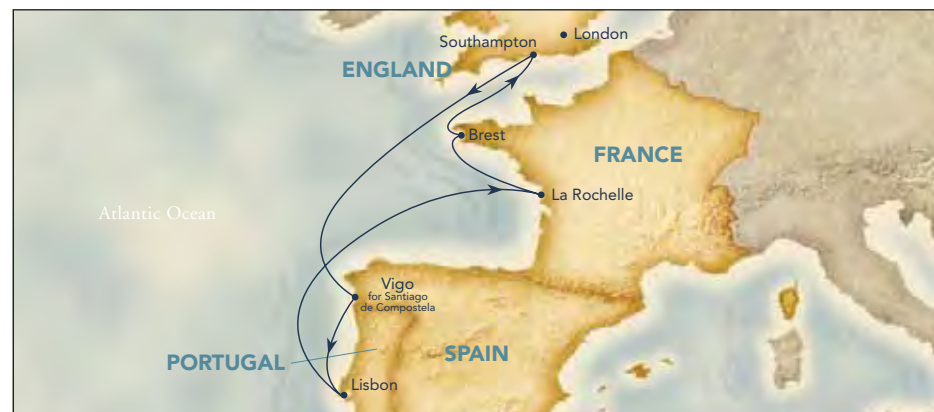 London
Southampton
ENGLAND
Brest
FRANCE
La Rochelle
Atlantic Ocean
Vigo
for Santiago
de Compostela
PORTUGAL
SPAIN
Lisbon